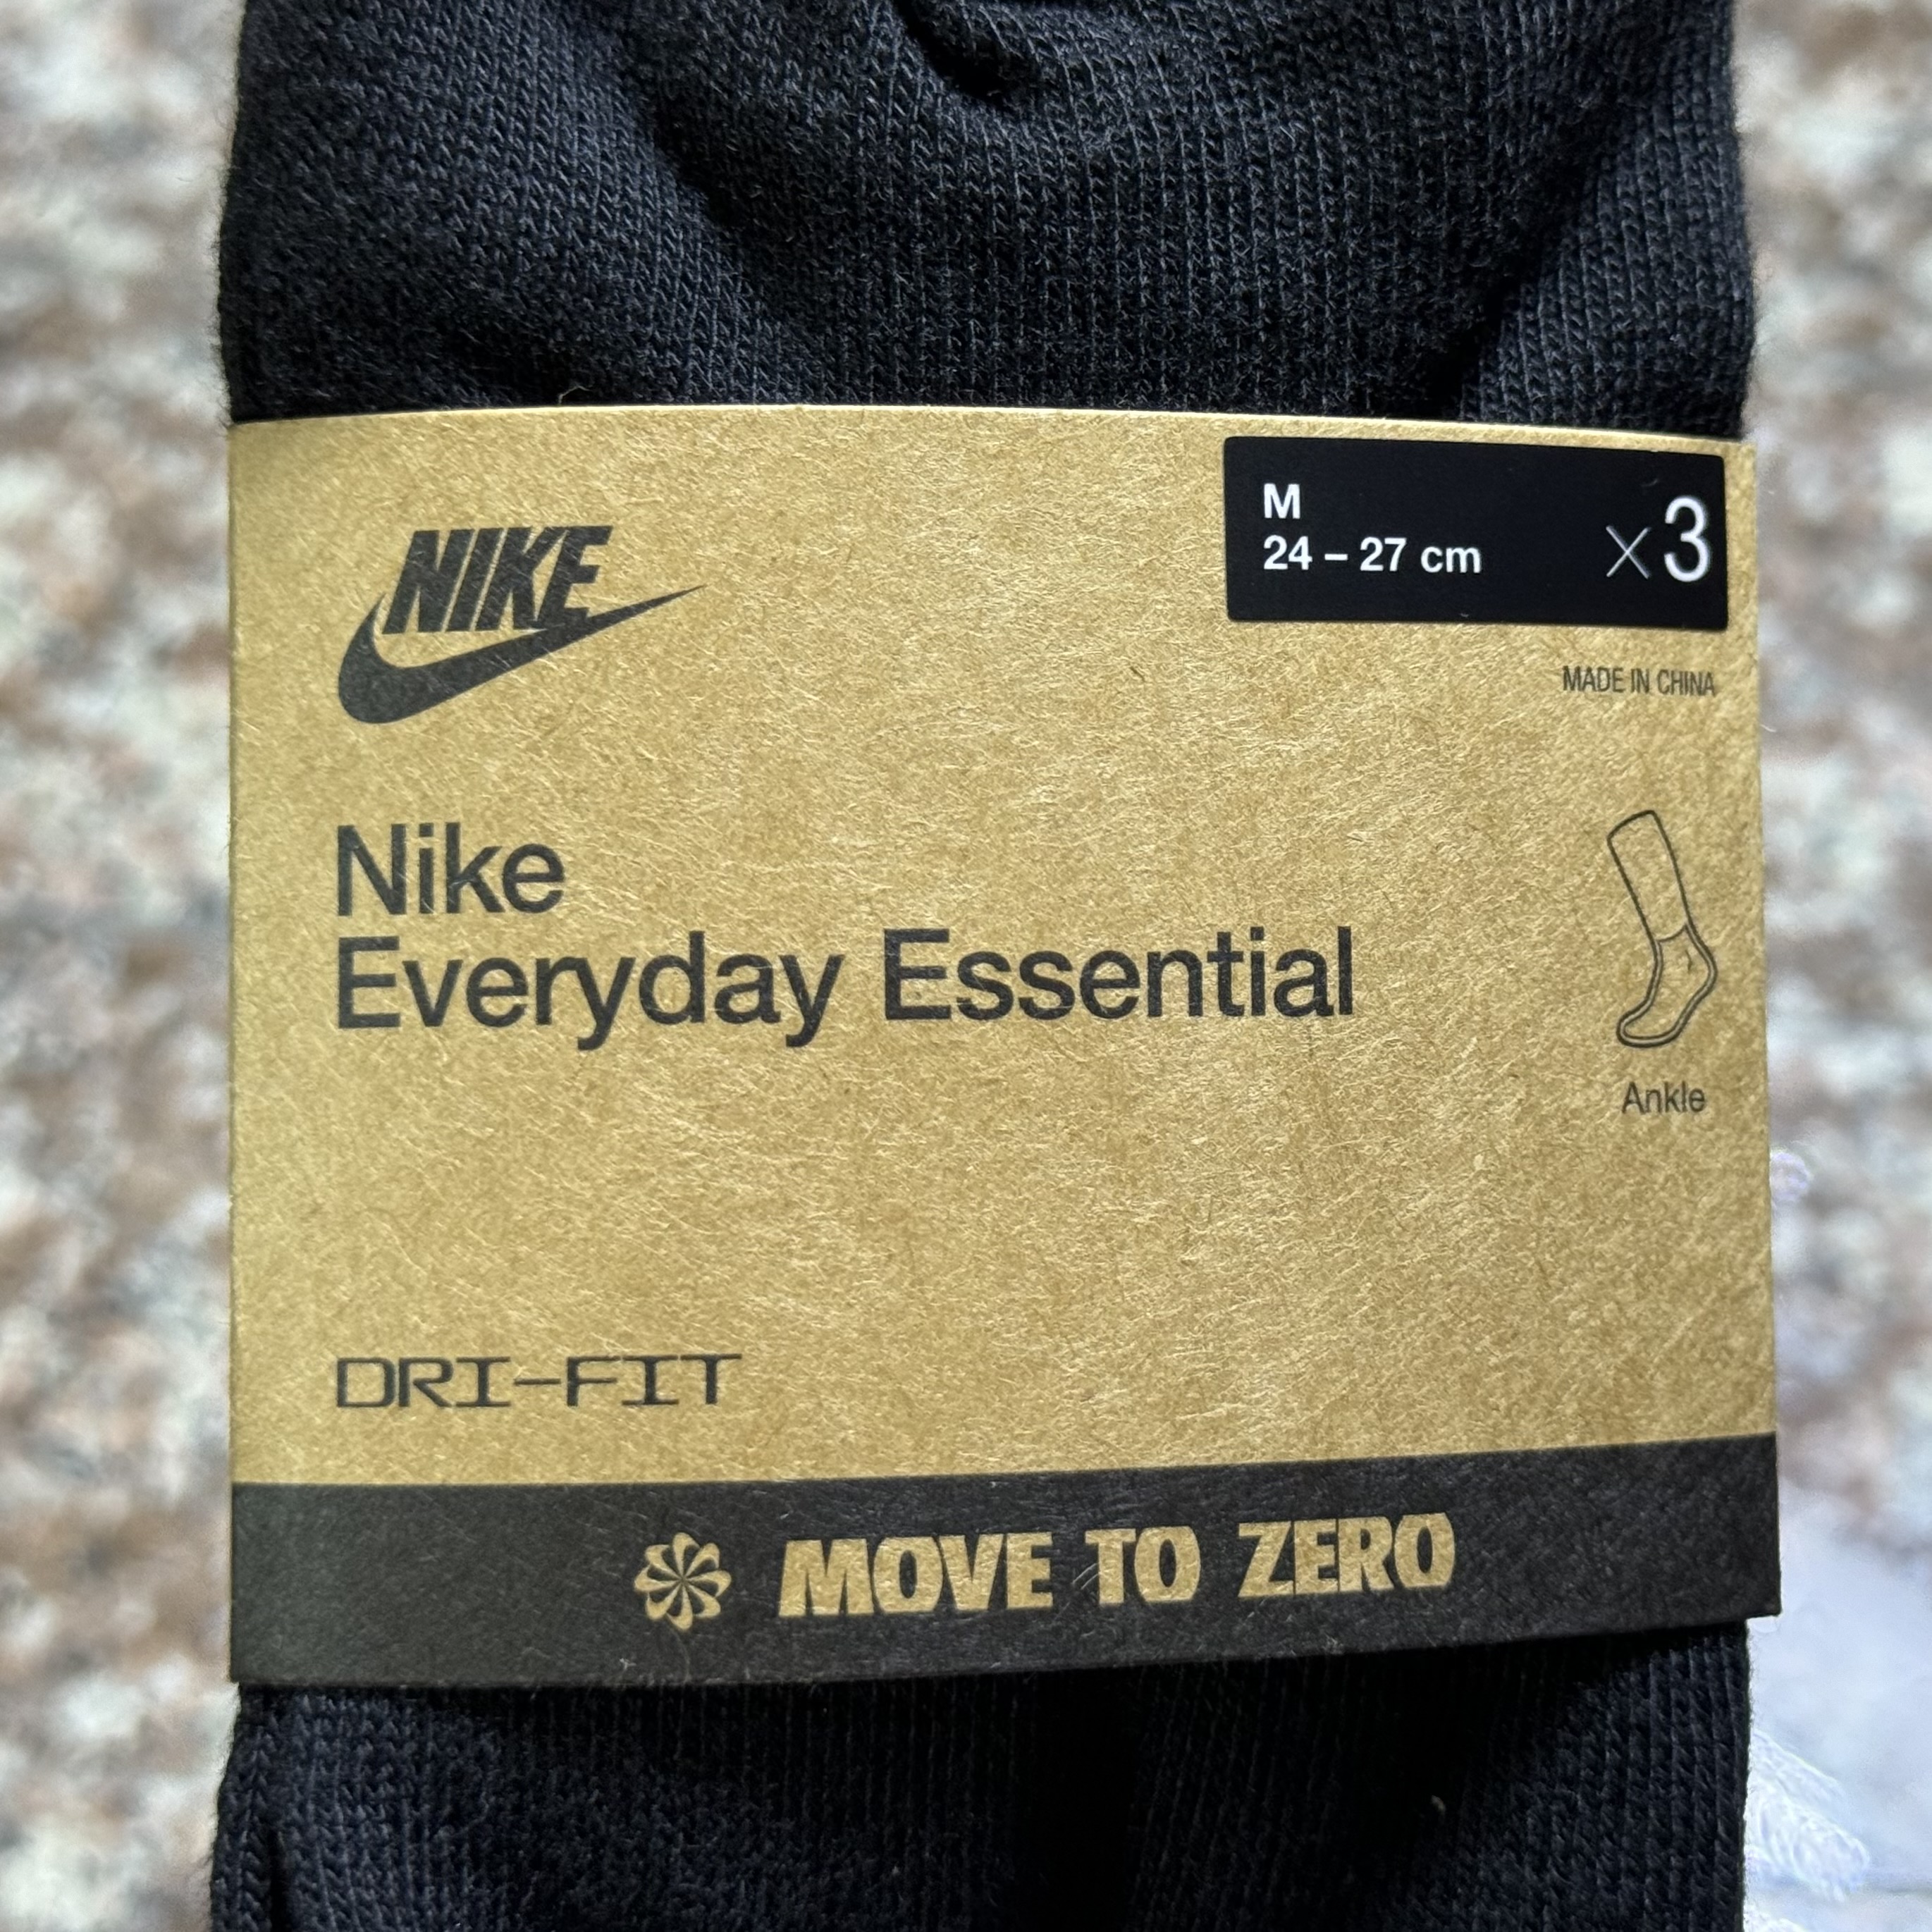 NIKE
M
24 – 27 cm
×3
MADE IN CHINA
Nike
Everyday Essential
Ankle
DRI-FIT
MOVE TO ZERO